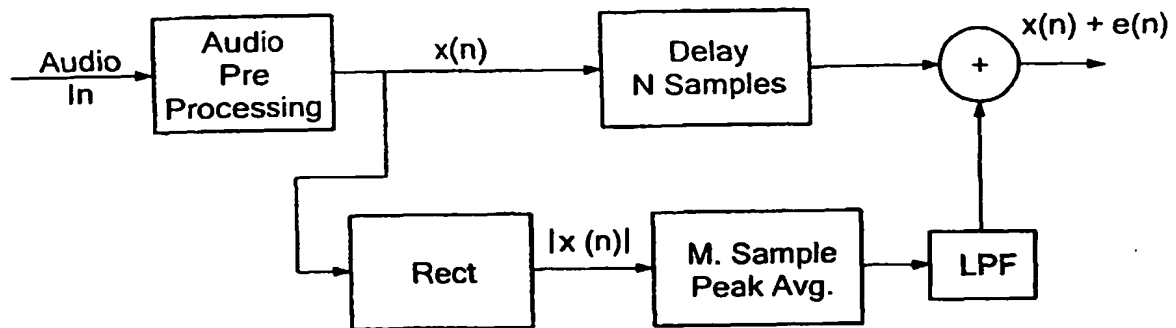 Audio
In
Audio
Pre
Processing
x(n)
Delay
N Samples
+
x(n) + e(n)
Rect
|x (n)|
M. Sample
Peak Avg.
LPF